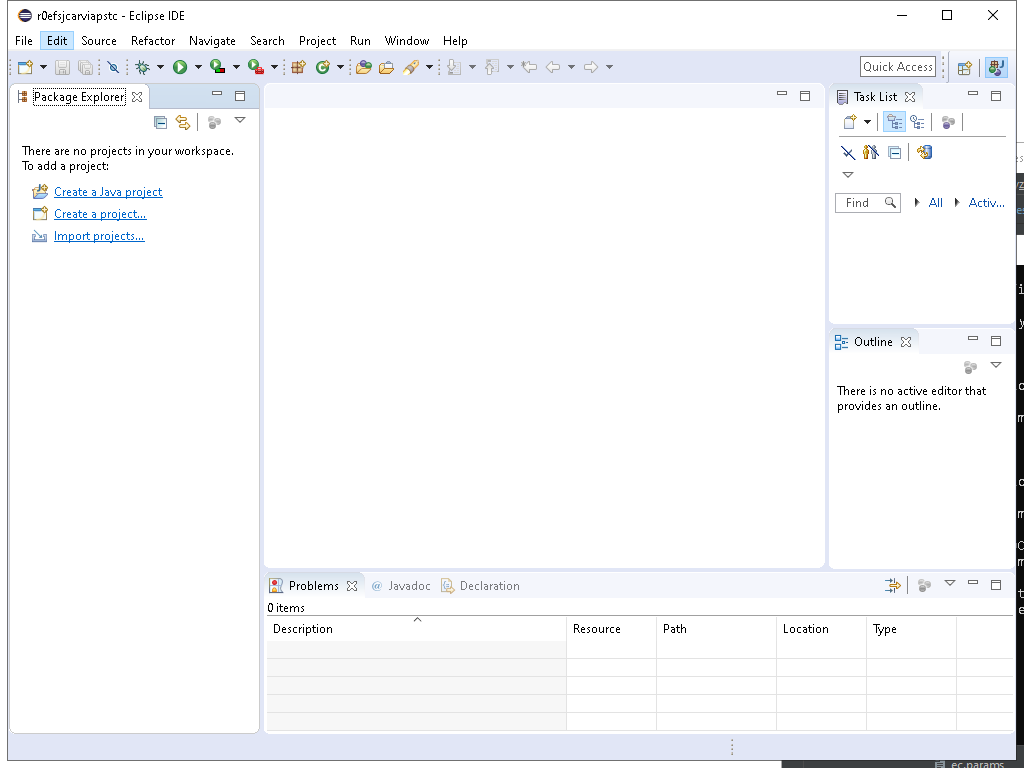 r0efsjcarviapstc - Eclipse IDE
File Edit Source Refactor Navigate Search Project Run Window Help
Quick Access
Package Explorer
There are no projects in your workspace.
To add a project:
Create a Java project
Create a project...
Import projects...
Task List
Find All Activ...
Outline
There is no active editor that
provides an outline.
Problems @ Javadoc Declaration
0 items
Description Resource Path Location Type
ec.params